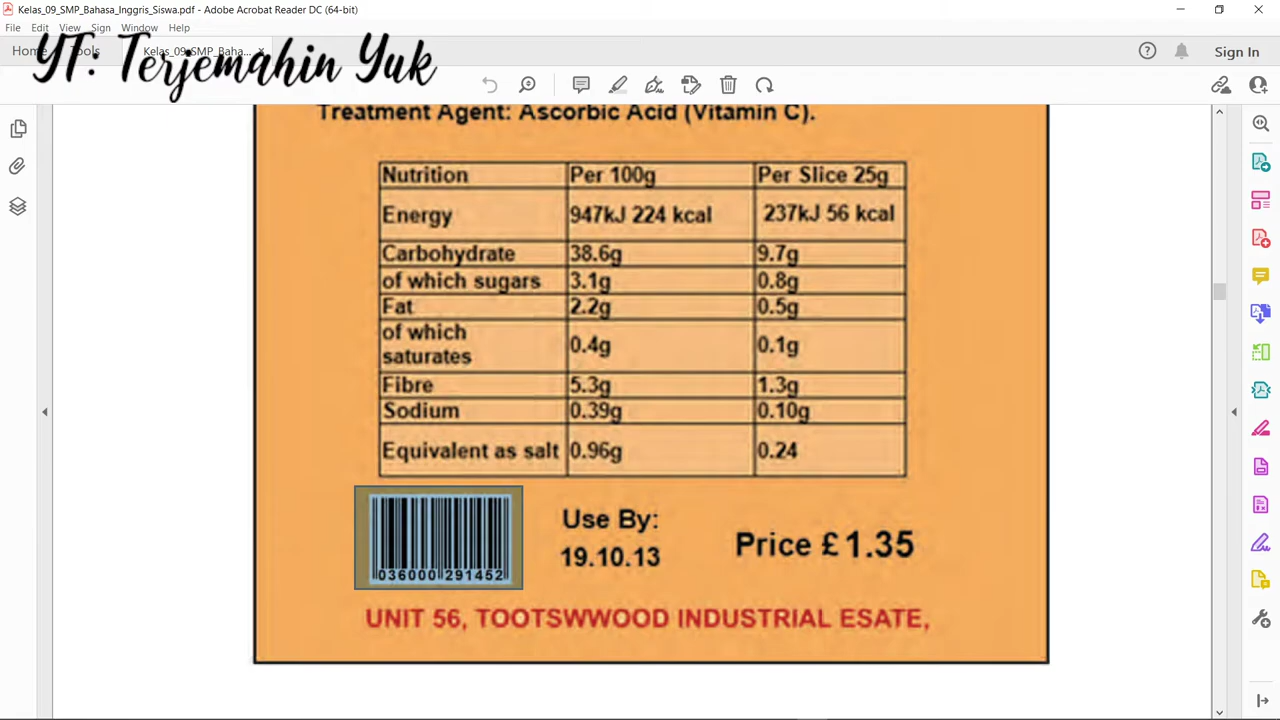 Kelas_09_SMP_Bahasa_Inggris_Siswa.pdf - Adobe Acrobat Reader DC (64-bit)
File Edit View Sign Window Help
Home Tools Kelas_09_SMP_Baha... × Sign In
YT: Terjemahin Yuk
Treatment Agent: Ascorbic Acid (Vitamin C).
Nutrition Per 100g Per Slice 25g
Energy 947kJ 224 kcal 237kJ 56 kcal
Carbohydrate 38.6g 9.7g
of which sugars 3.1g 0.8g
Fat 2.2g 0.5g
of which
saturates 0.4g 0.1g
Fibre 5.3g 1.3g
Sodium 0.39g 0.10g
Equivalent as salt 0.96g 0.24
036000 291452
Use By:
19.10.13
Price £1.35
UNIT 56, TOOTSWWOOD INDUSTRIAL ESATE,